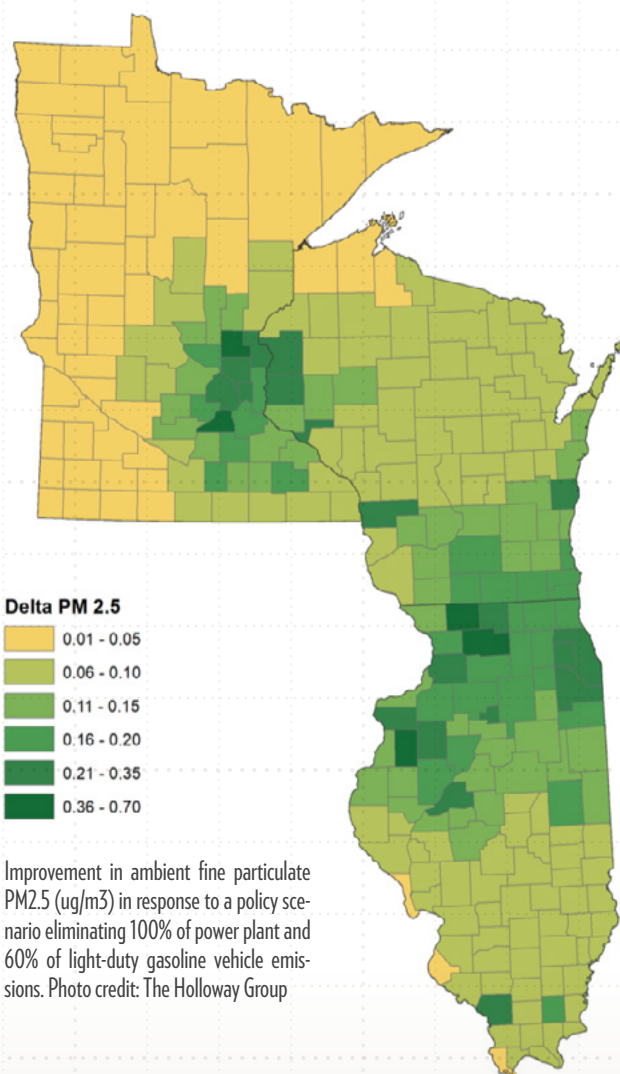 Delta PM 2.5
0.01 - 0.05
0.06 - 0.10
0.11 - 0.15
0.16 - 0.20
0.21 - 0.35
0.36 - 0.70
Improvement in ambient fine particulate
PM2.5 (ug/m3) in response to a policy sce-
nario eliminating 100% of power plant and
60% of light-duty gasoline vehicle emis-
sions. Photo credit: The Holloway Group